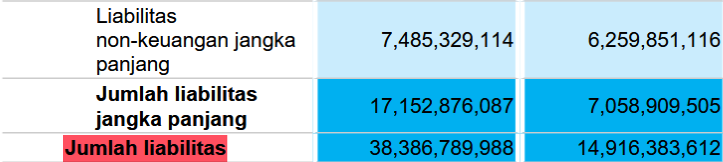 Liabilitas
non-keuangan jangka
panjang 7,485,329,114 6,259,851,116
Jumlah liabilitas
jangka panjang 17,152,876,087 7,058,909,505
Jumlah liabilitas 38,386,789,988 14,916,383,612